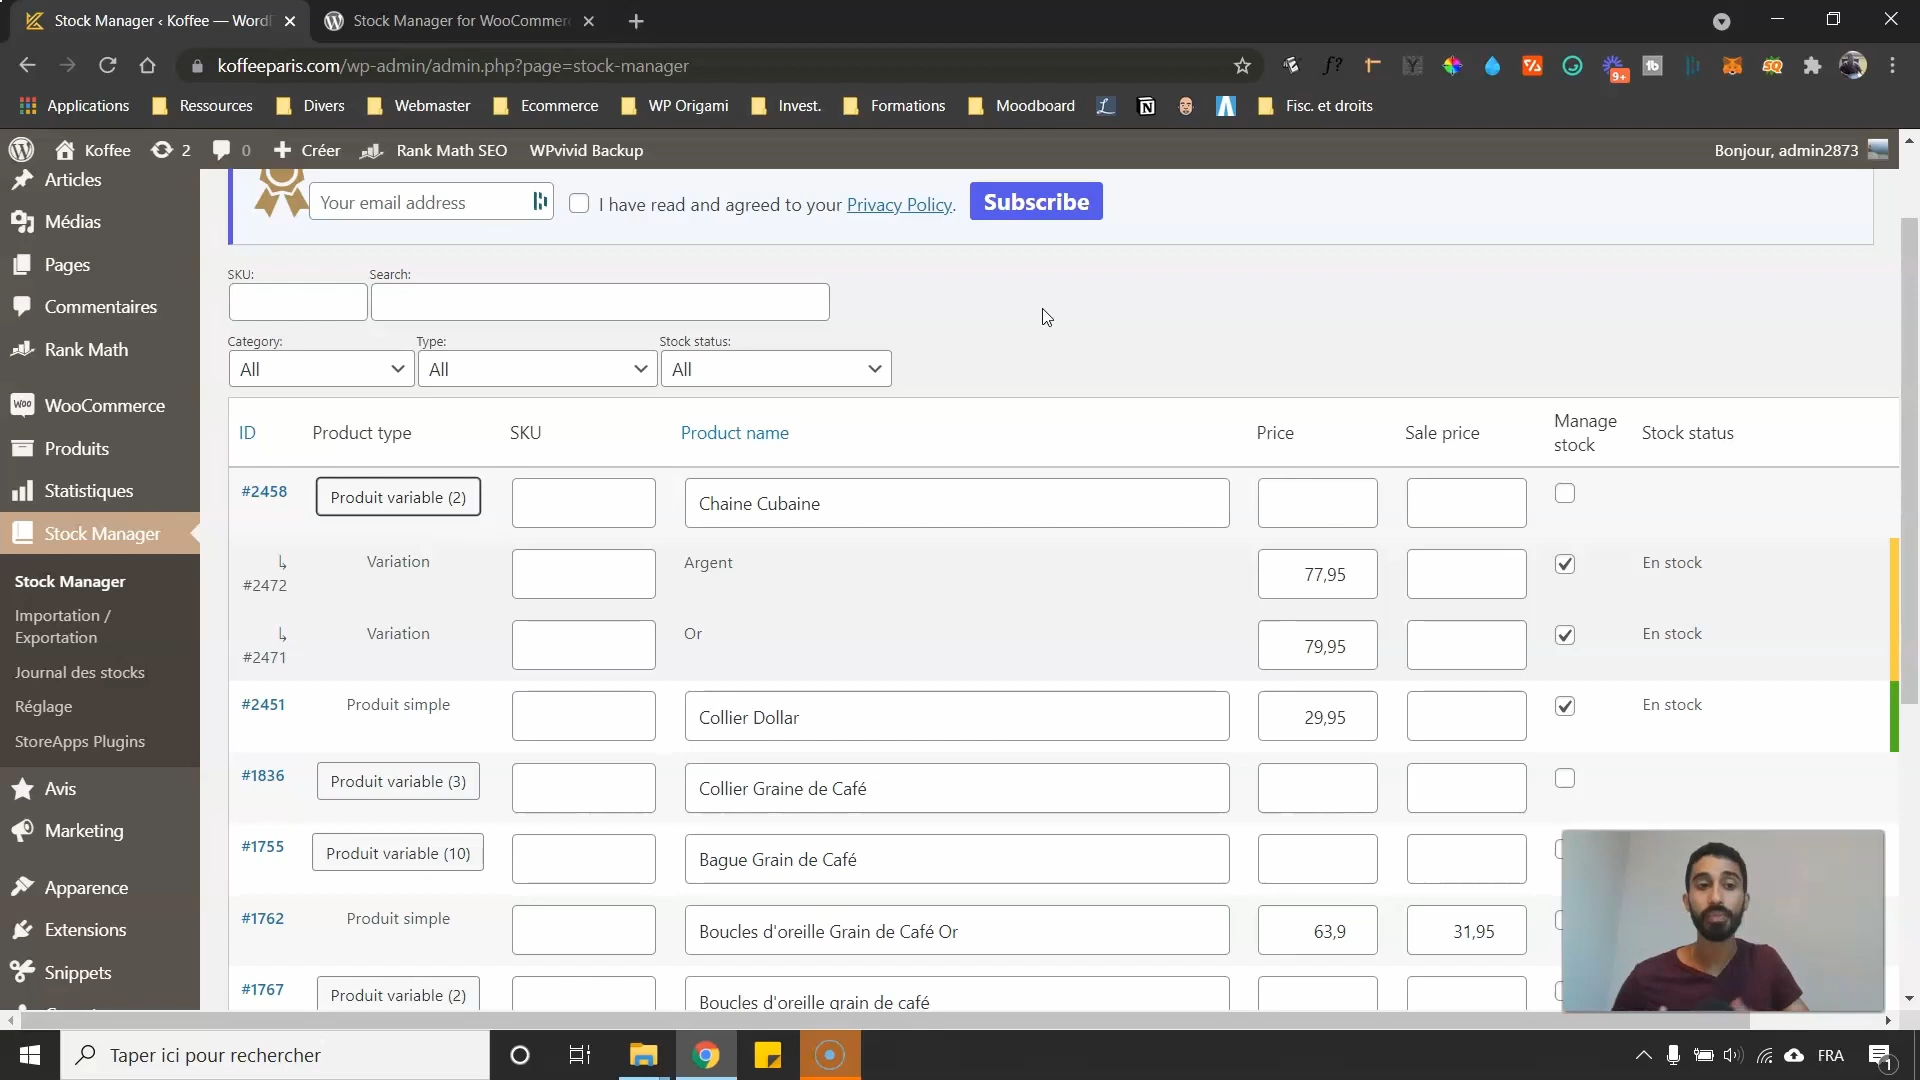 Stock Manager ‹ Koffee — Word
Stock Manager for WooCommerc
koffeeparis.com/wp-admin/admin.php?page=stock-manager
9+
Applications
Ressources
Divers
Webmaster
Ecommerce
WP Origami
Invest.
Formations
Moodboard
Fisc. et droits
Koffee
2
0
Créer
Rank Math SEO
WPvivid Backup
Bonjour, admin2873
Articles
Médias
Pages
Commentaires
Rank Math
WooCommerce
Produits
Statistiques
Stock Manager
Stock Manager
Importation /
Exportation
Journal des stocks
Réglage
StoreApps Plugins
Avis
Marketing
Apparence
Extensions
Snippets
Your email address
I have read and agreed to your Privacy Policy.
Subscribe
SKU:
Search:
Category:
Type:
Stock status:
All
All
All
ID
Product type
SKU
Product name
Price
Sale price
Manage
stock
Stock status
#2458
Produit variable (2)
Chaine Cubaine
↳
#2472
Variation
Argent
77,95
En stock
↳
#2471
Variation
Or
79,95
En stock
#2451
Produit simple
Collier Dollar
29,95
En stock
#1836
Produit variable (3)
Collier Graine de Café
#1755
Produit variable (10)
Bague Grain de Café
#1762
Produit simple
Boucles d'oreille Grain de Café Or
63,9
31,95
#1767
Produit variable (2)
Boucles d'oreille grain de café
Taper ici pour rechercher
FRA
1